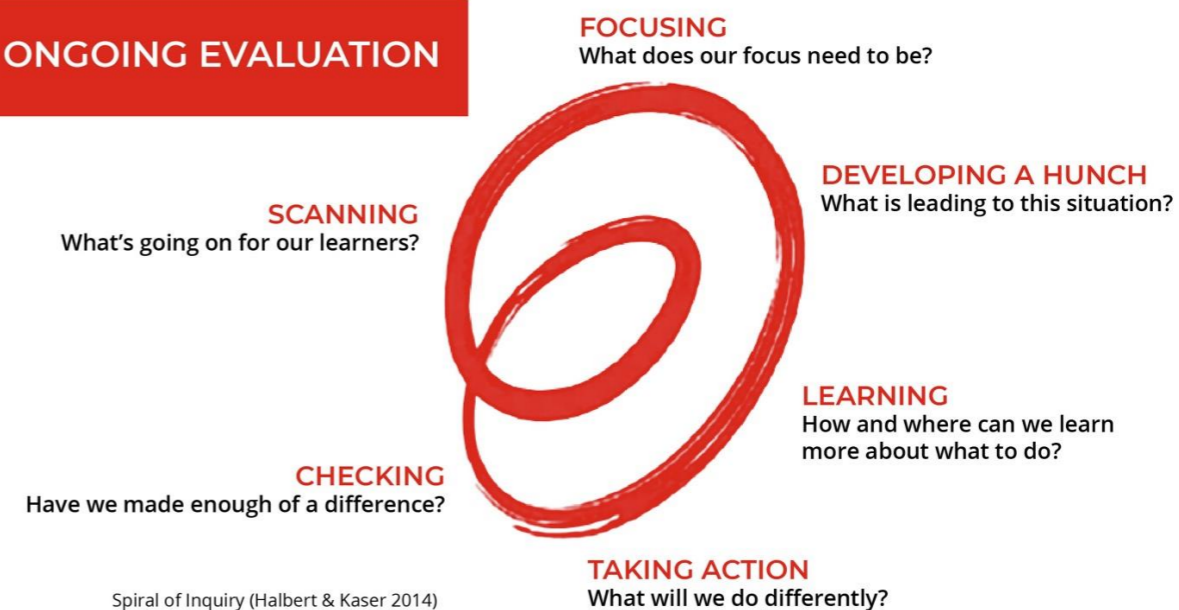 ONGOING EVALUATION
FOCUSING
What does our focus need to be?
DEVELOPING A HUNCH
What is leading to this situation?
LEARNING
How and where can we learn
more about what to do?
TAKING ACTION
What will we do differently?
CHECKING
Have we made enough of a difference?
SCANNING
What's going on for our learners?
Spiral of Inquiry (Halbert & Kaser 2014)